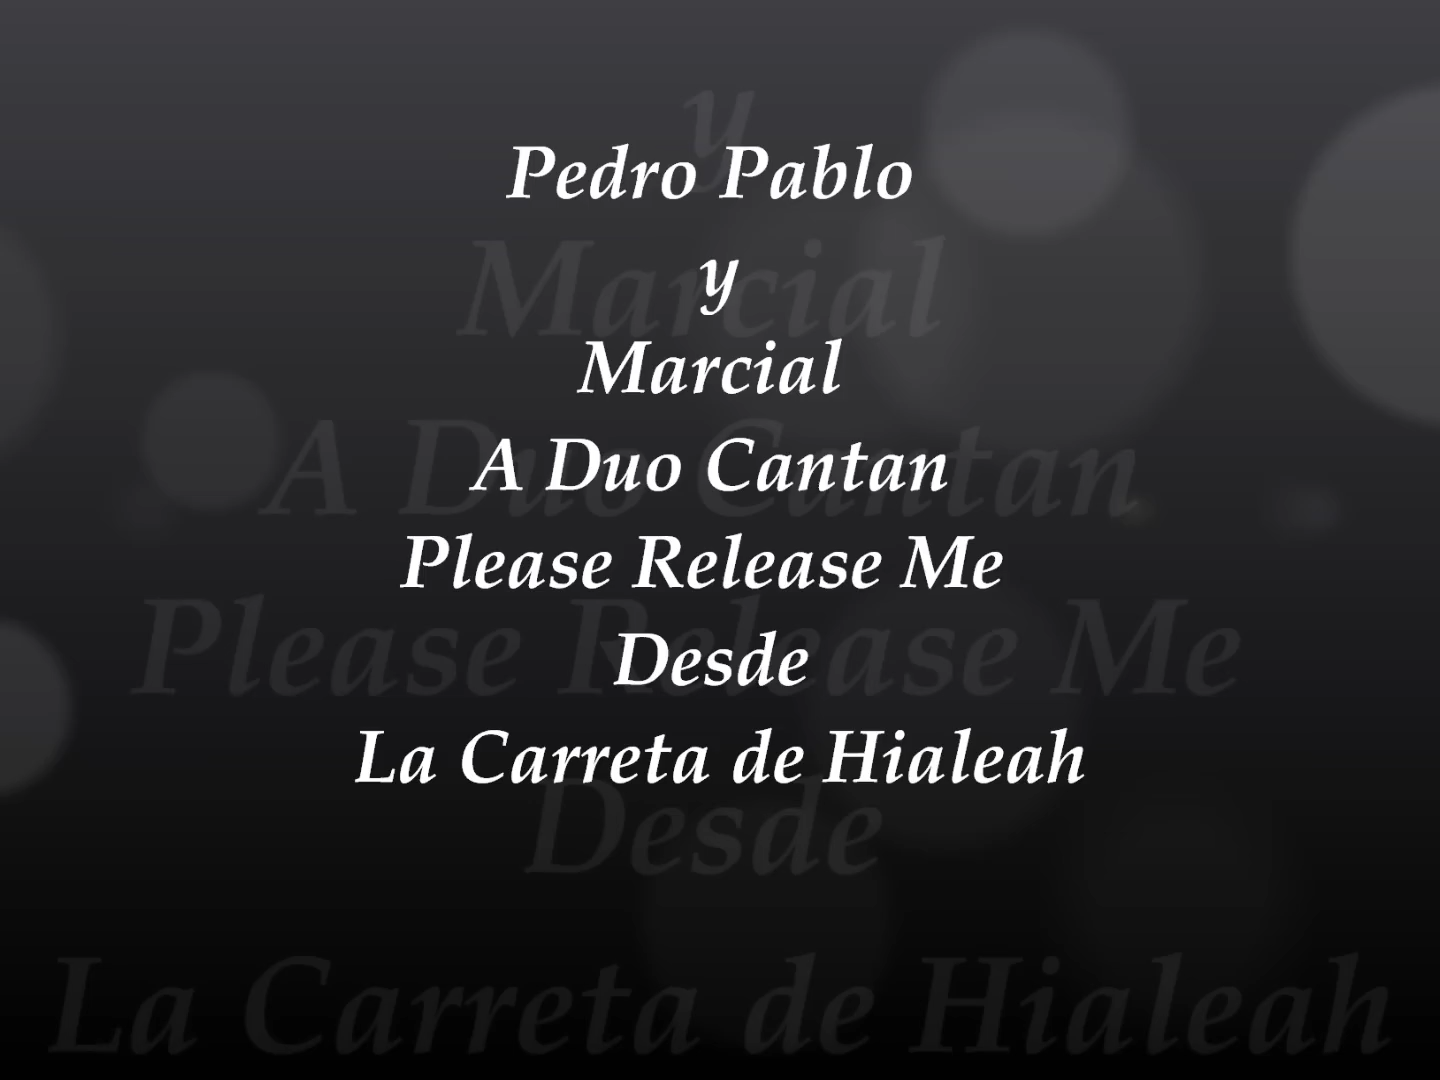 Pedro Pablo
y
Marcial
A Duo Cantan
Please Release Me
Desde
La Carreta de Hialeah